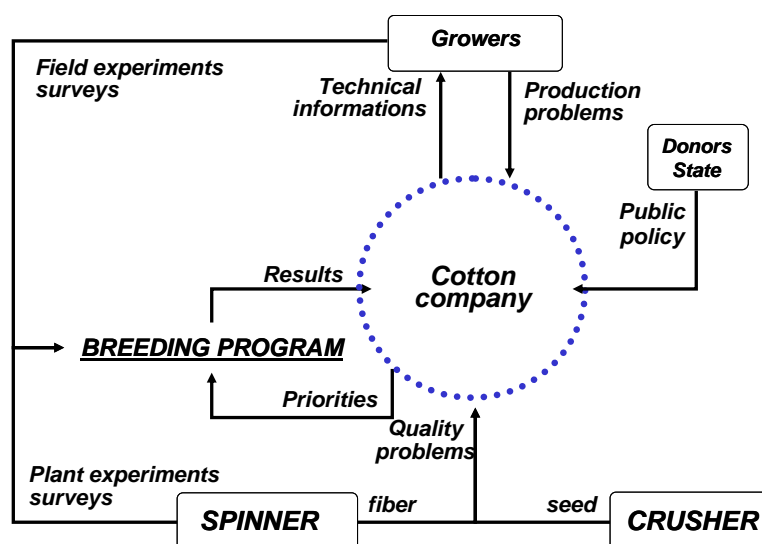 Growers
Field experiments
surveys
Technical
informations
Production
problems
Donors
State
Public
policy
Results
Cotton
company
BREEDING PROGRAM
Priorities
Quality
problems
Plant experiments
surveys
SPINNER
fiber
seed
CRUSHER